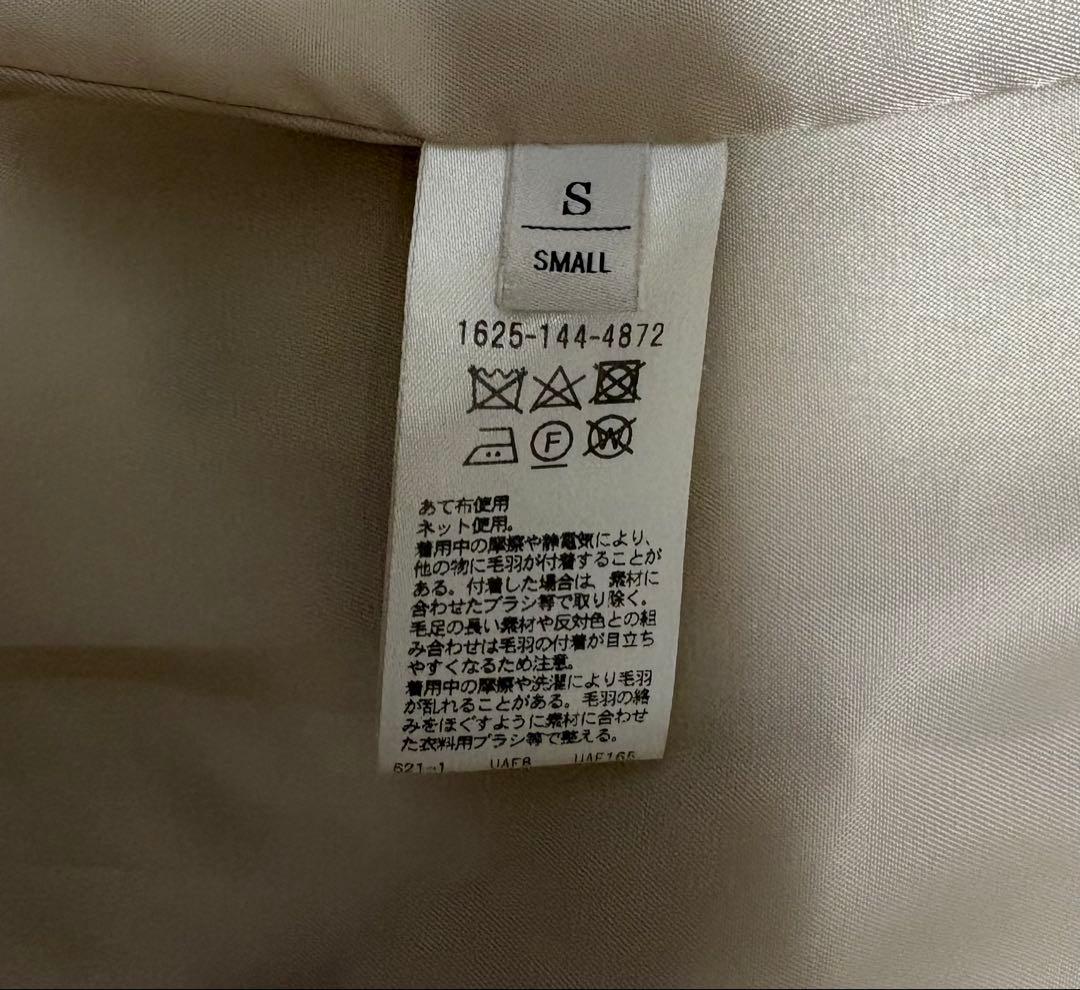 S
SMALL
1625-144-4872
F
W
あて布使用
ネット使用。
着用中の摩擦や静電気により、
他の物に毛羽が付着することが
ある。付着した場合は、素材に
合わせたブラシ等で取り除く。
毛足の長い素材や反対色との組
み合わせは毛羽の付着が目立ち
やすくなるため注意。
着用中の摩擦や洗濯により毛羽
が乱れることがある。毛羽の絡
みをほぐすように素材に合わせ
た衣料用ブラシ等で整える。
621-1